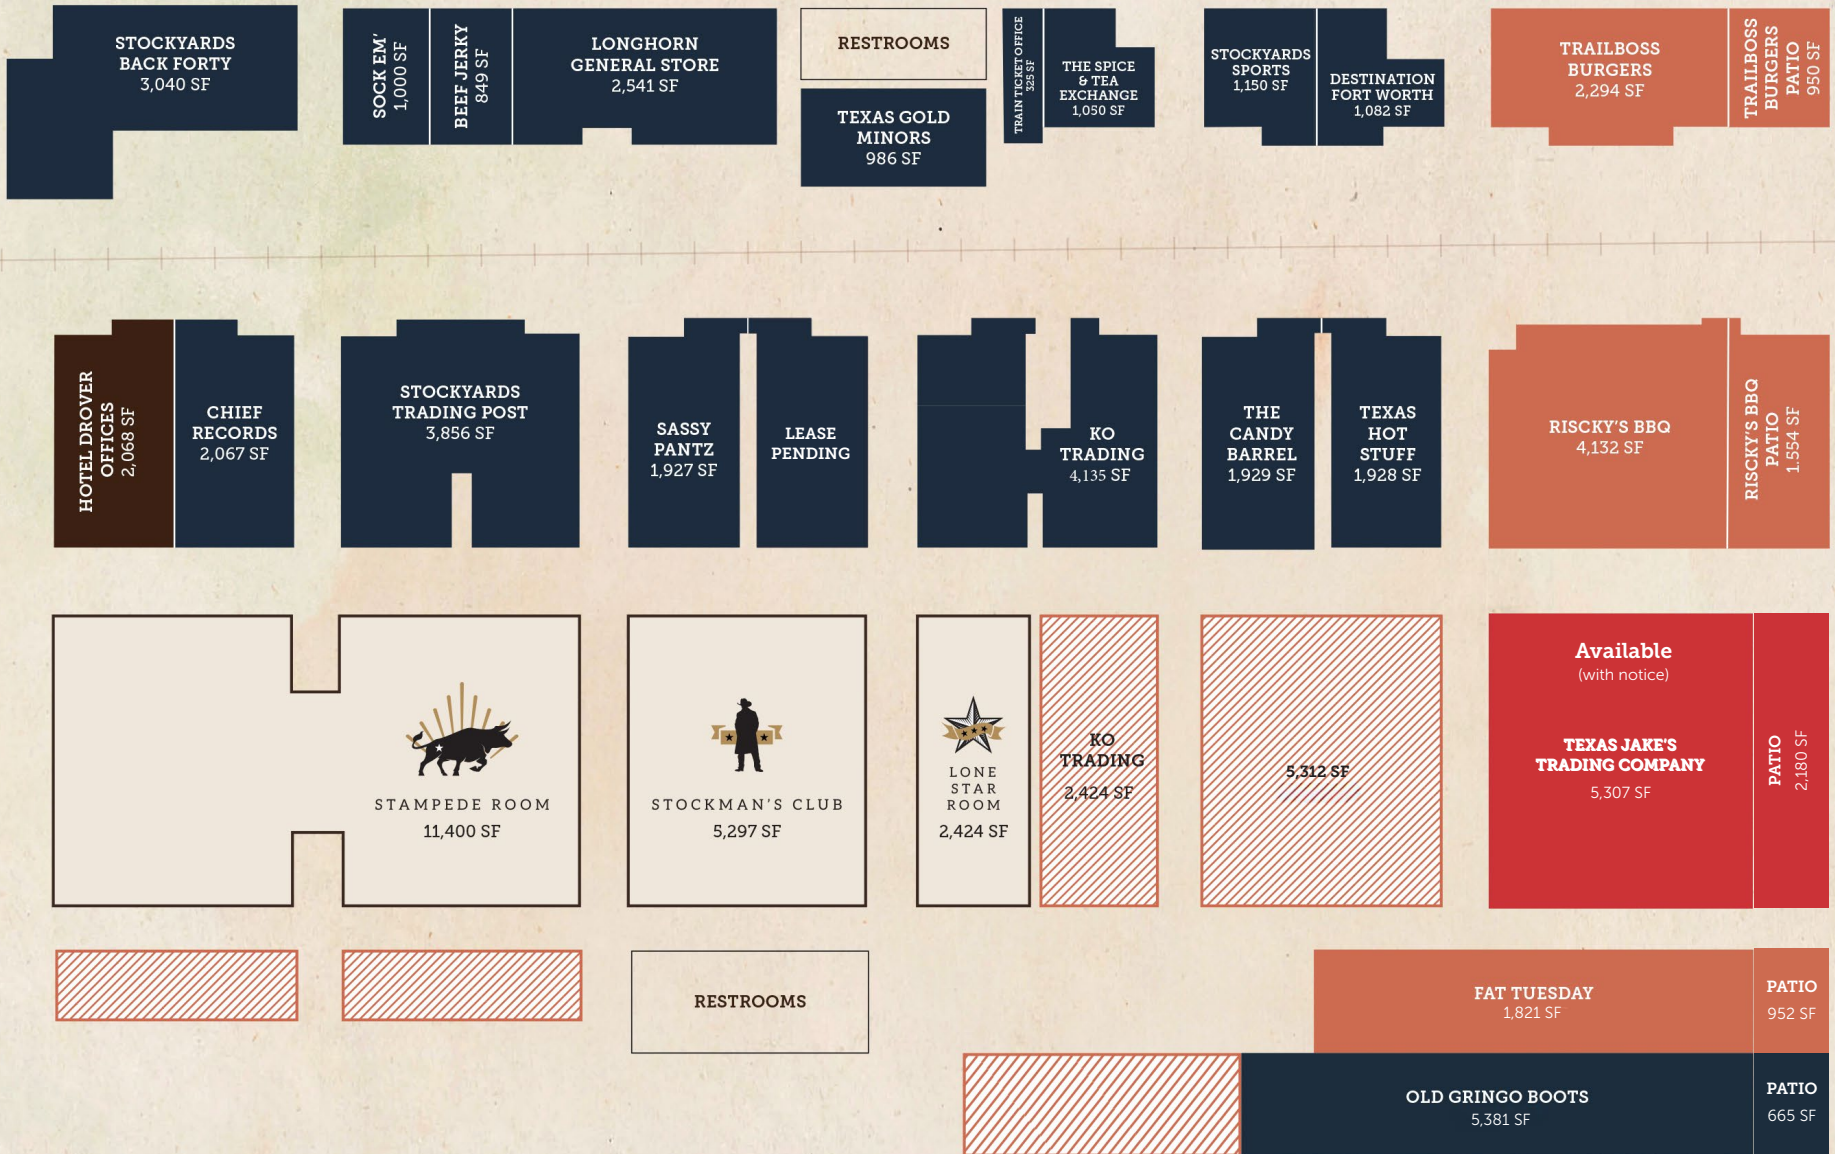 STOCKYARDS
BACK FORTY
3,040 SF
SOCK EM'
1,000 SF
BEEF JERKY
849 SF
LONGHORN
GENERAL STORE
2,541 SF
RESTROOMS
TEXAS GOLD
MINORS
986 SF
TRAIN TICKET OFFICE
325 SF
THE SPICE
& TEA
EXCHANGE
1,050 SF
STOCKYARDS
SPORTS
1,150 SF
DESTINATION
FORT WORTH
1,082 SF
TRAILBOSS
BURGERS
2,294 SF
TRAILBOSS
BURGERS
PATIO
950 SF
HOTEL DROVER
OFFICES
2,068 SF
CHIEF
RECORDS
2,067 SF
STOCKYARDS
TRADING POST
3,856 SF
SASSY
PANTZ
1,927 SF
LEASE
PENDING
KO
TRADING
4,135 SF
THE
CANDY
BARREL
1,929 SF
TEXAS
HOT
STUFF
1,928 SF
RISCKY'S BBQ
4,132 SF
RISCKY'S BBQ
PATIO
1.554 SF
STAMPEDE ROOM
11,400 SF
STOCKMAN'S CLUB
5,297 SF
LONE
STAR
ROOM
2,424 SF
KO
TRADING
2,424 SF
5,312 SF
Available
(with notice)
TEXAS JAKE'S
TRADING COMPANY
5,307 SF
PATIO
2,180 SF
RESTROOMS
FAT TUESDAY
1,821 SF
PATIO
952 SF
OLD GRINGO BOOTS
5,381 SF
PATIO
665 SF